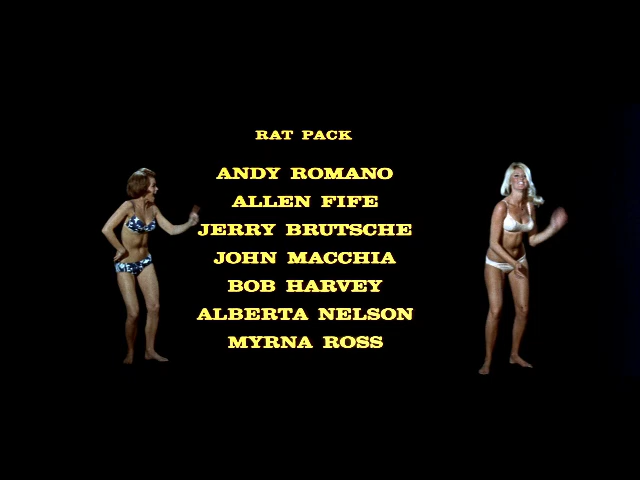 RAT PACK
ANDY ROMANO
ALLEN FIFE
JERRY BRUTSCHE
JOHN MACCHIA
BOB HARVEY
ALBERTA NELSON
MYRNA ROSS